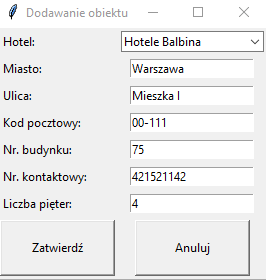 Dodawanie obiektu
Hotel: Hotele Balbina
Miasto: Warszawa
Ulica: Mieszka I
Kod pocztowy: 00-111
Nr. budynku: 75
Nr. kontaktowy: 421521142
Liczba pięter: 4
Zatwierdź Anuluj